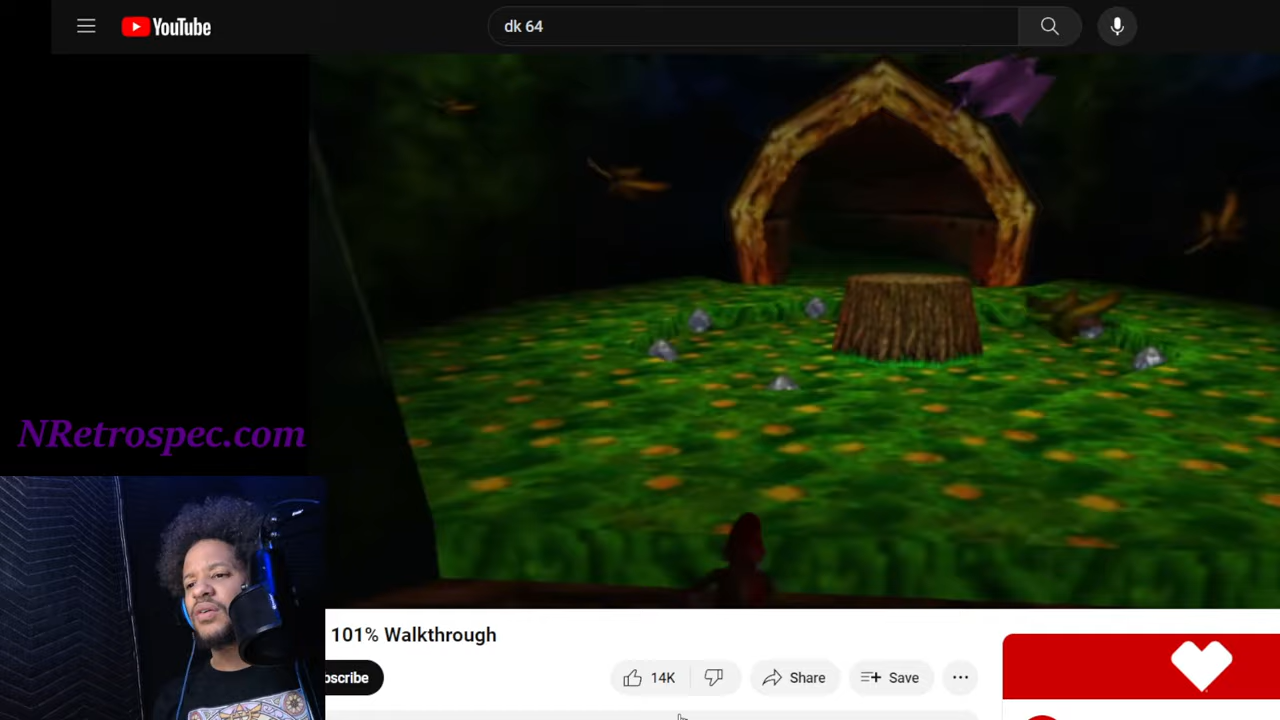 YouTube
dk 64
NRetrospec.com
101% Walkthrough
bscribe
14K
Share
Save